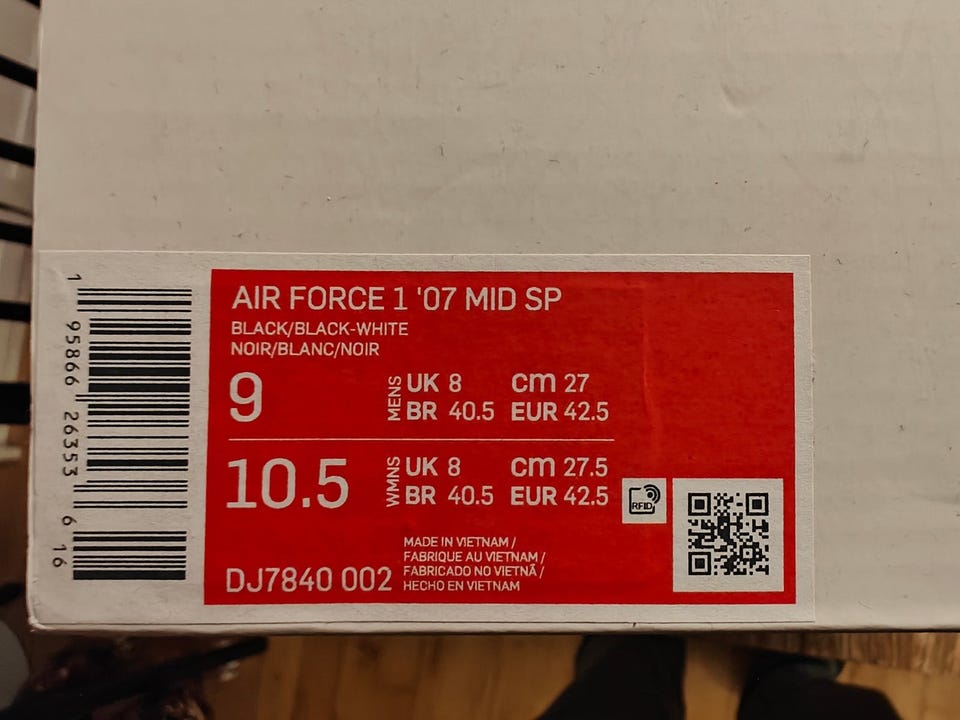 AIR FORCE 1 '07 MID SP
BLACK/BLACK-WHITE
NOIR/BLANC/NOIR
9 MENS UK 8 cm 27
BR 40.5 EUR 42.5
10.5 WMNS UK 8 cm 27.5
BR 40.5 EUR 42.5
RFID
MADE IN VIETNAM /
FABRIQUE AU VIETNAM /
FABRICADO NO VIETNÃ /
HECHO EN VIETNAM
DJ7840 002
1 95866 26353 6 16